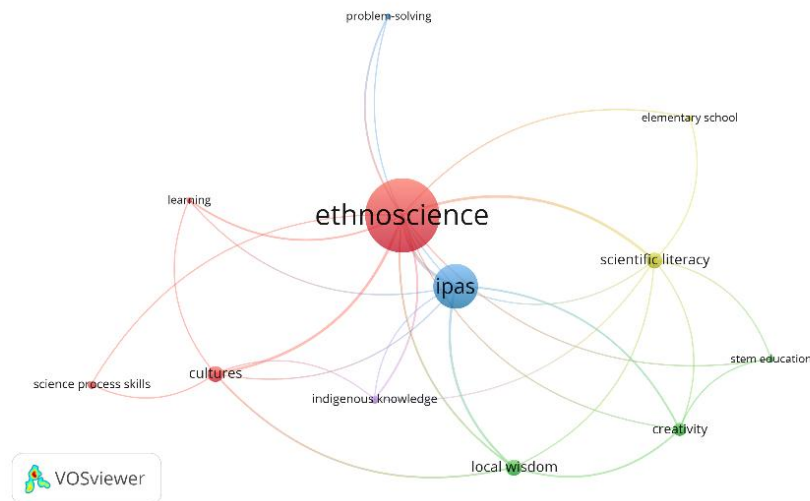 problem-solving
elementary school
learning
ethnoscience
scientific literacy
ipas
stem education
cultures
science process skills
indigenous knowledge
creativity
local wisdom
VOSviewer